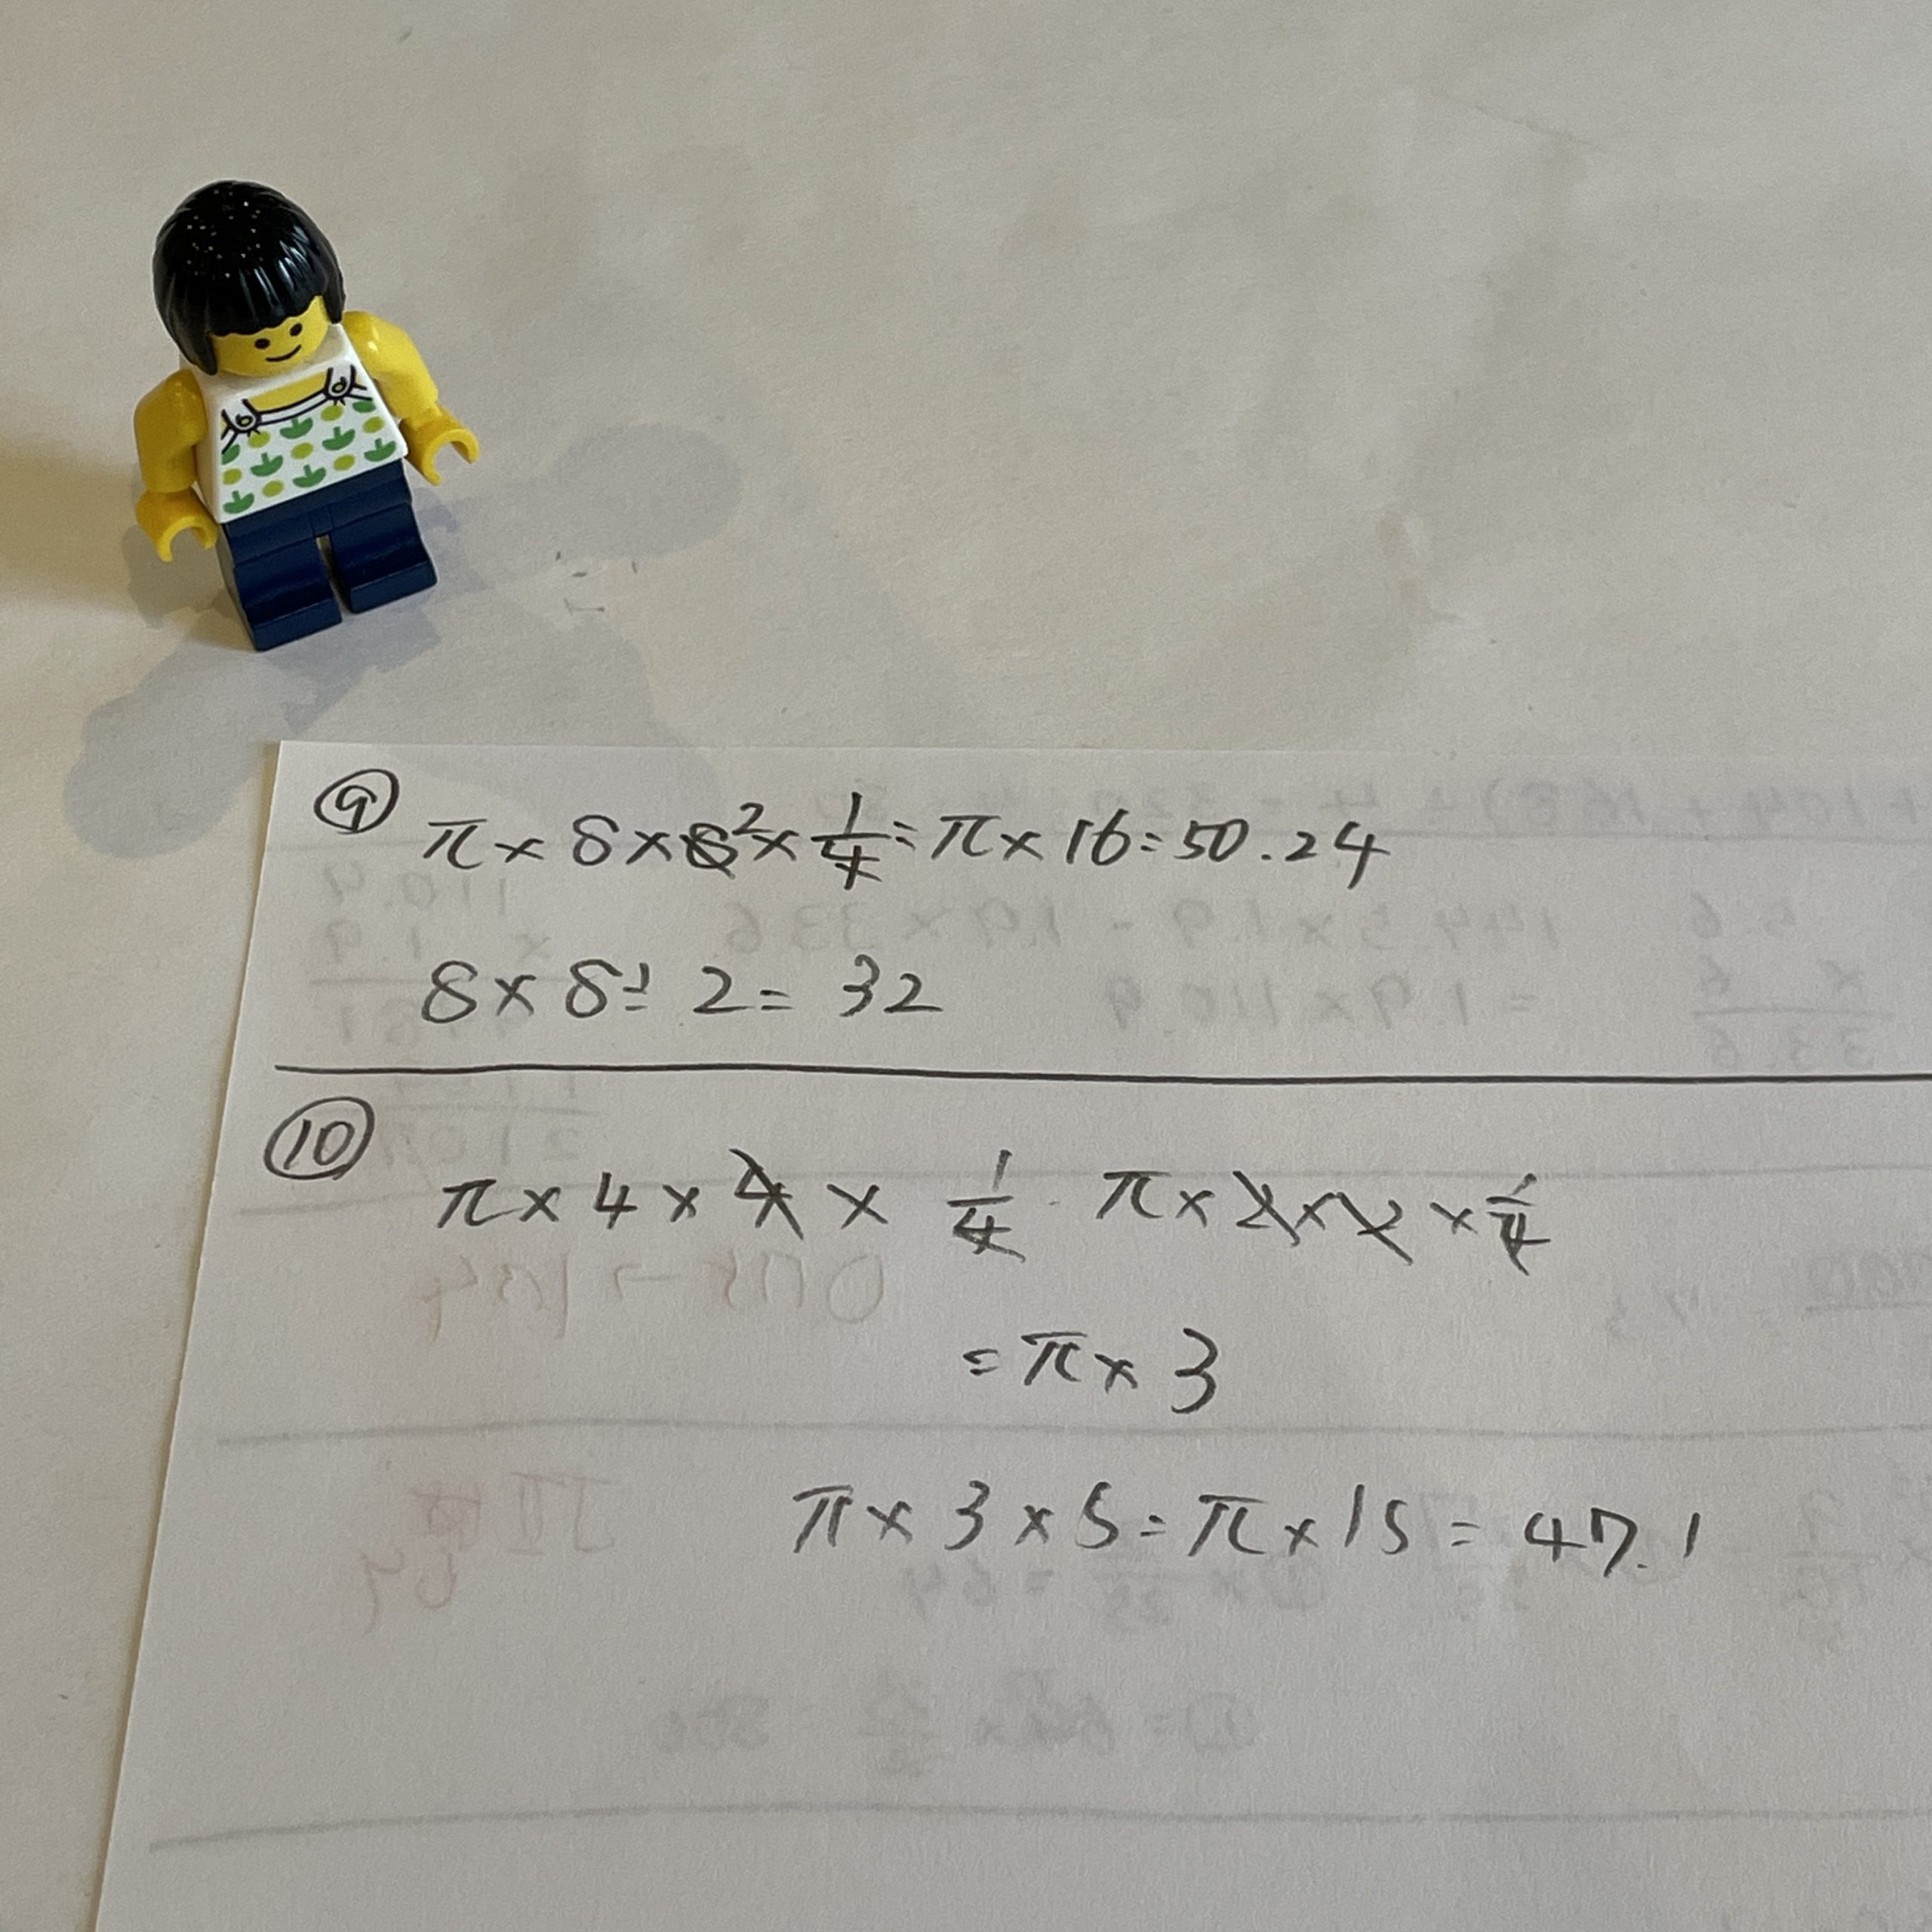 ⑨ π × 8 × 8² × 1/4 = π × 16 = 50.24
8 × 8 ÷ 2 = 32
⑩
π × 4 × 4 × 1/4 - π × 2 × 2 × 1/4
= π × 3
π × 3 × 5 = π × 15 = 47.1